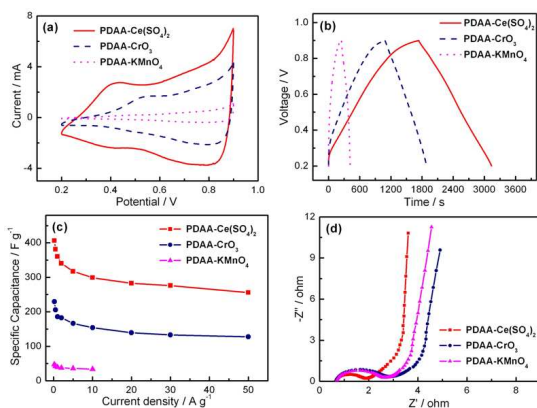 (a)
PDAA-Ce(SO4)2
PDAA-CrO3
PDAA-KMnO4
Current / mA
8
4
0
-4
0.0 0.2 0.4 0.6 0.8 1.0
Potential / V
(b)
PDAA-Ce(SO4)2
PDAA-CrO3
PDAA-KMnO4
Voltage / V
1.0
0.8
0.6
0.4
0.2
0 600 1200 1800 2400 3000 3600
Time / s
(c)
PDAA-Ce(SO4)2
PDAA-CrO3
PDAA-KMnO4
Specific Capacitance / F g-1
400
300
200
100
0
0 10 20 30 40 50
Current density / A g-1
(d)
PDAA-Ce(SO4)2
PDAA-CrO3
PDAA-KMnO4
-Z'' / ohm
-12
-9
-6
-3
0
0 2 4 6 8
Z' / ohm